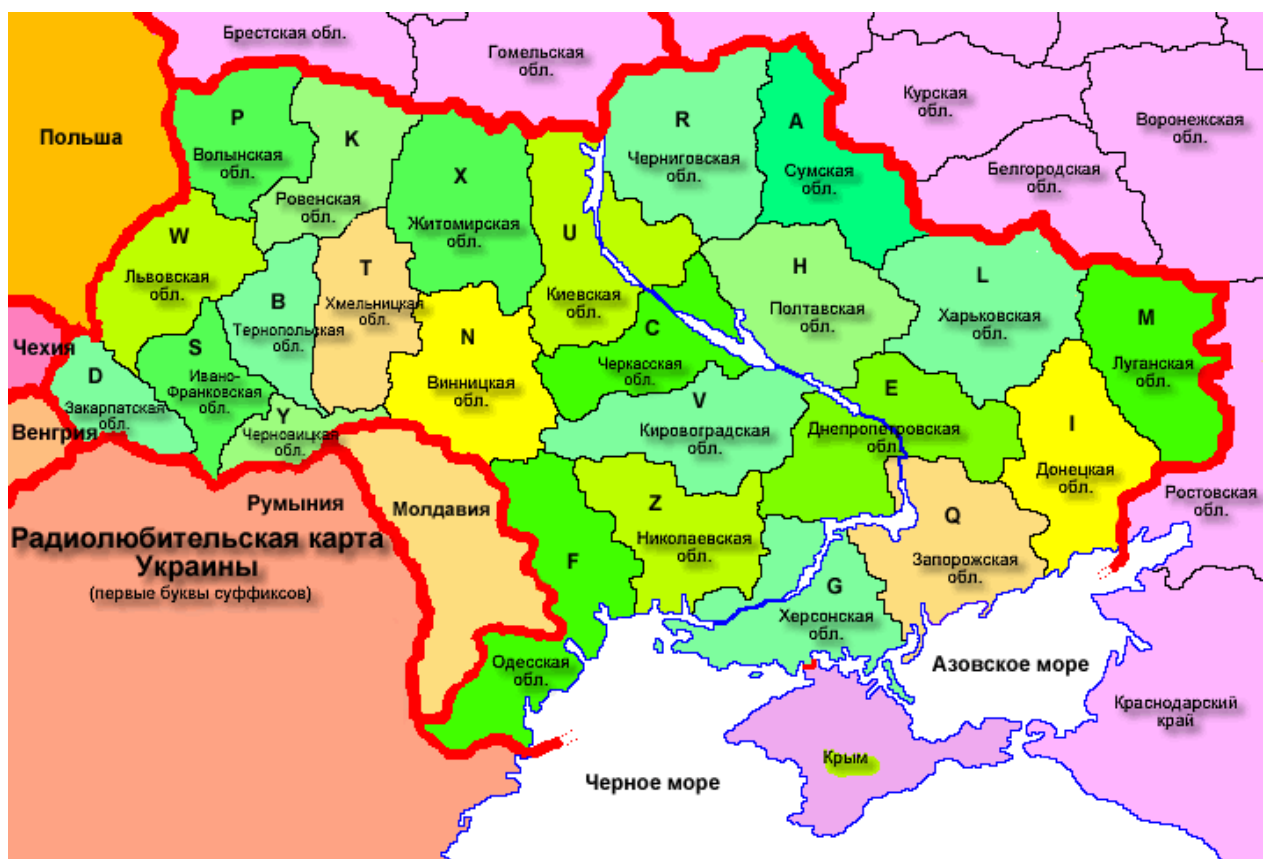 Брестская обл.
Гомельская
обл.
Курская
обл.
Воронежская
обл.
Белгородская
обл.
Польша
P
Волынская
обл.
K
Ровенская
обл.
X
Житомирская
обл.
U
Киевская
обл.
R
Черниговская
обл.
A
Сумская
обл.
W
Львовская
обл.
B
Тернопольская
обл.
T
Хмельницкая
обл.
H
Полтавская
обл.
L
Харьковская
обл.
M
Луганская
обл.
Чехия
D
Закарпатская
обл.
S
Ивано-
Франковская
обл.
Y
Черновицкая
обл.
N
Винницкая
обл.
C
Черкасская
обл.
V
Кировоградская
обл.
E
Днепропетровская
обл.
I
Донецкая
обл.
Венгрия
Румыния
Молдавия
Z
Николаевская
обл.
Q
Запорожская
обл.
Ростовская
обл.
Радиолюбительская карта
Украины
(первые буквы суффиксов)
F
Одесская
обл.
G
Херсонская
обл.
Азовское море
Краснодарский
край
Крым
Черное море